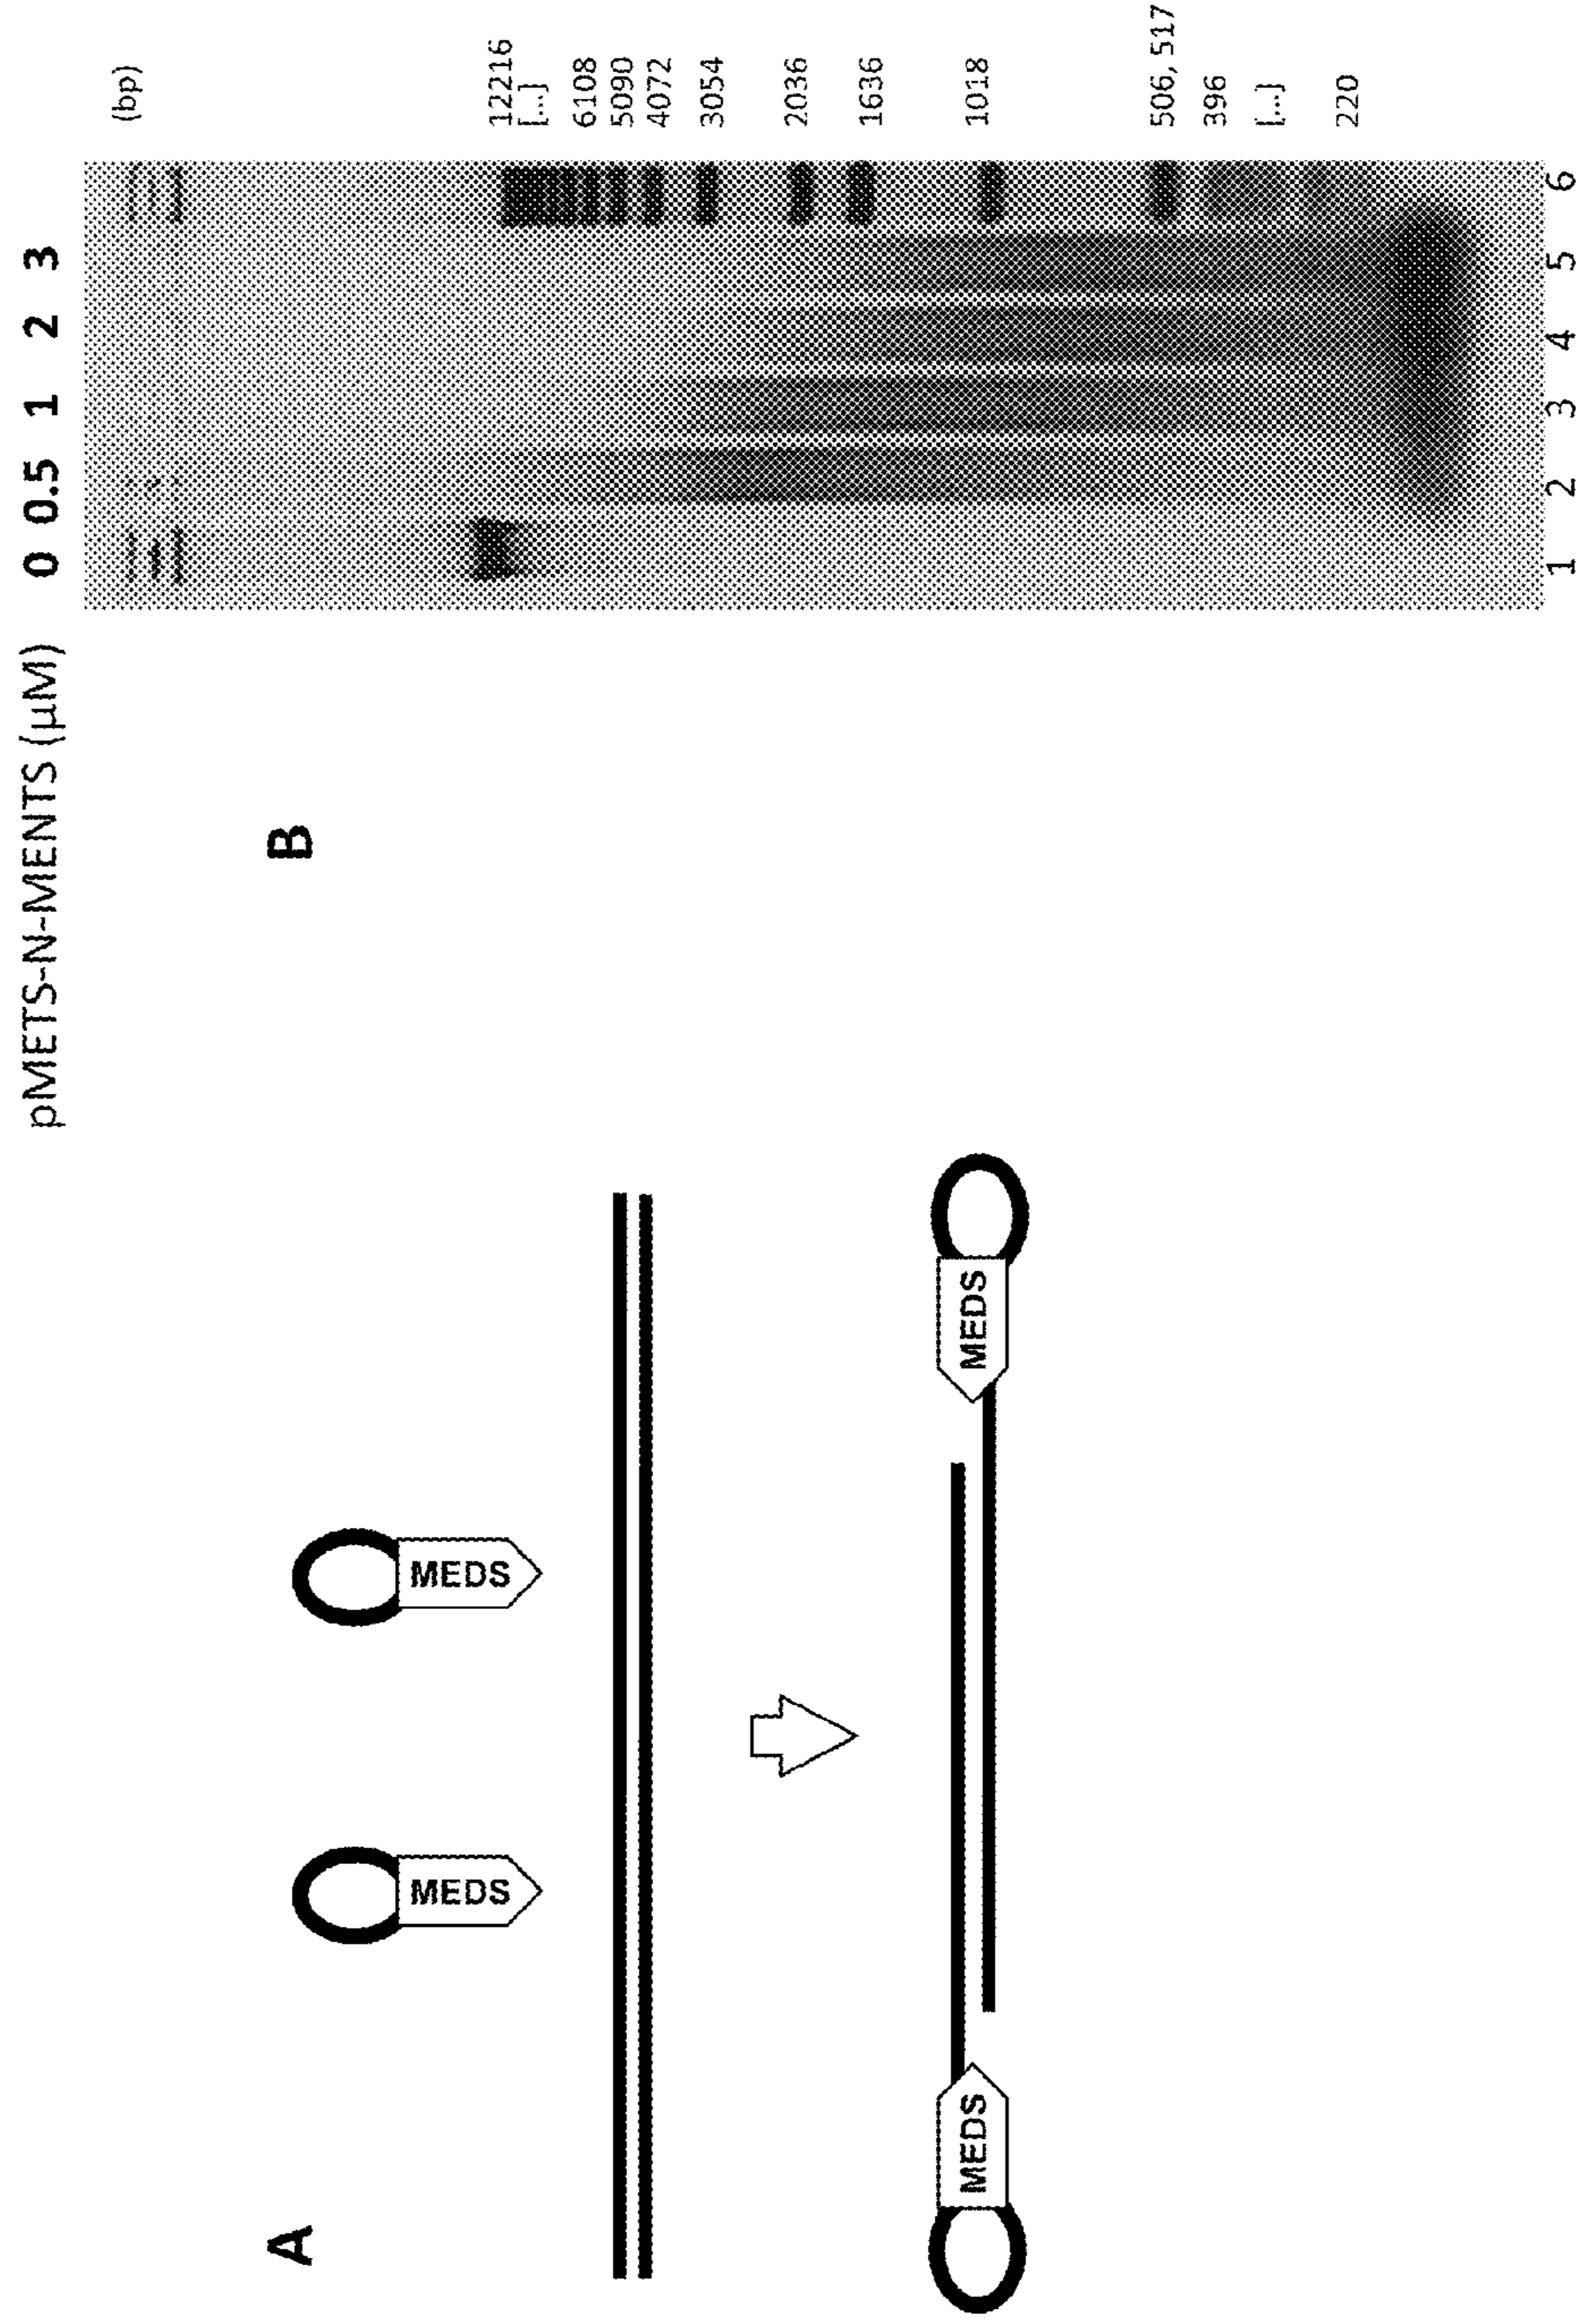 A
MEDS
MEDS
MEDS
MEDS
B
pMETS-N-MENTS (µM) 0 0.5 1 2 3
(bp)
12216
[...]
6108
5090
4072
3054
2036
1636
1018
506, 517
396
[...]
220
1 2 3 4 5 6